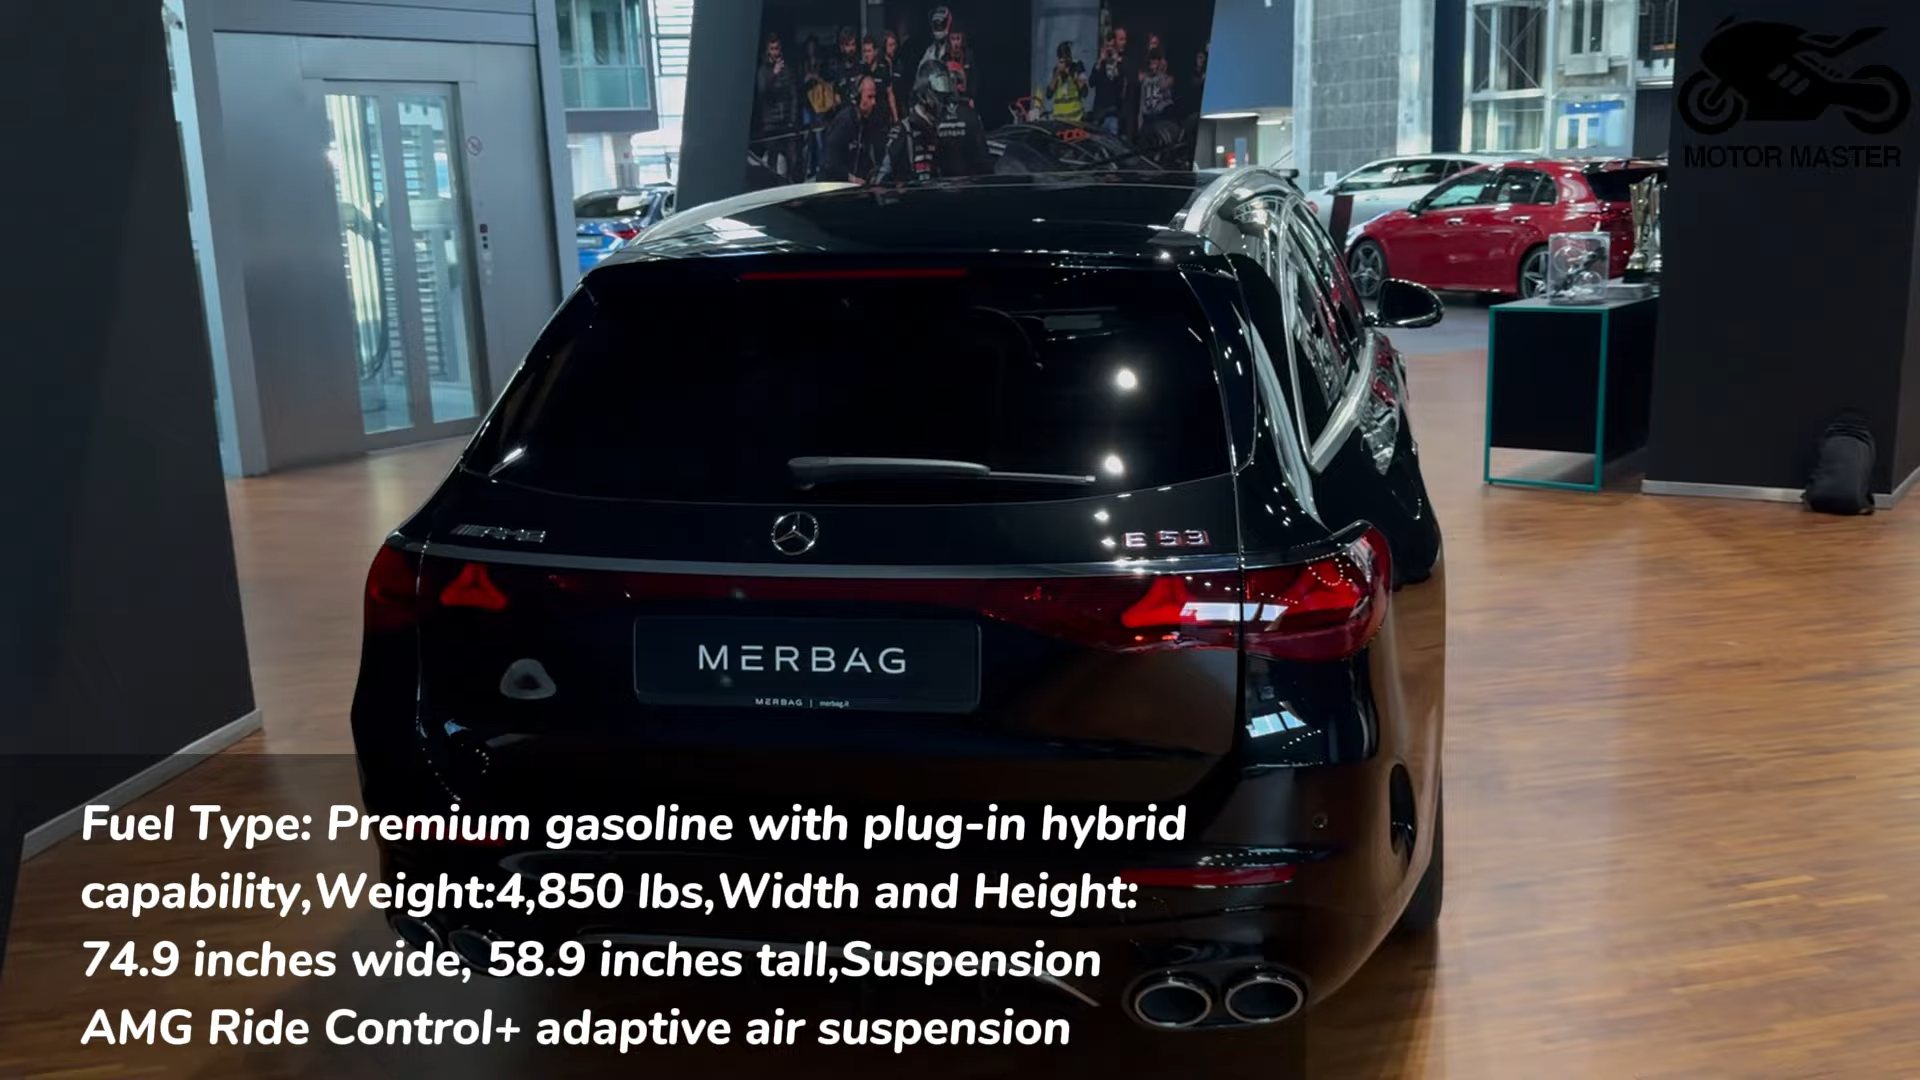 MOTOR MASTER
AMG
E 53
MERBAG
MERBAG | merbag.it
Fuel Type: Premium gasoline with plug-in hybrid
capability,Weight:4,850 lbs,Width and Height:
74.9 inches wide, 58.9 inches tall,Suspension
AMG Ride Control+ adaptive air suspension